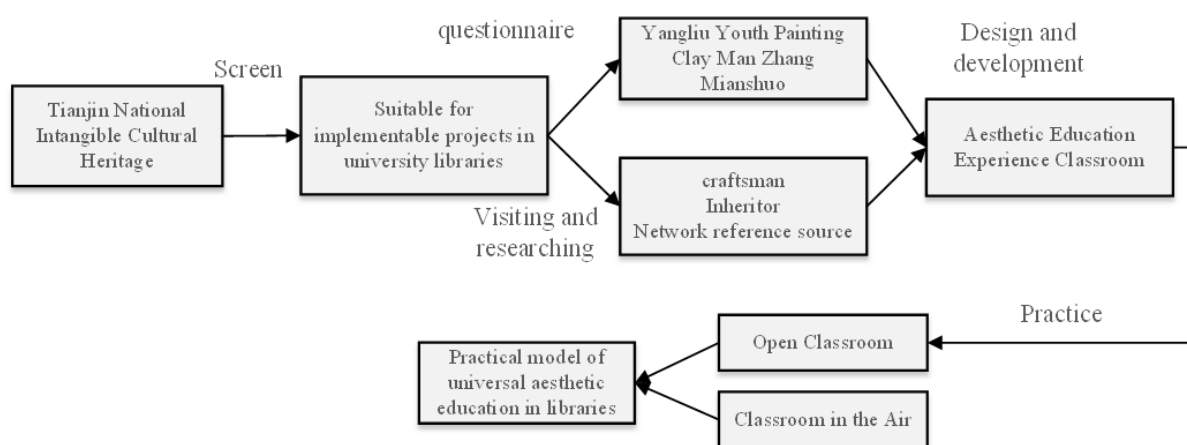 questionnaire
Yangliu Youth Painting
Clay Man Zhang
Mianshuo
Design and
development
Screen
Tianjin National
Intangible Cultural
Heritage
Suitable for
implementable projects in
university libraries
Aesthetic Education
Experience Classroom
Visiting and
researching
craftsman
Inheritor
Network reference source
Practice
Open Classroom
Practical model of
universal aesthetic
education in libraries
Classroom in the Air